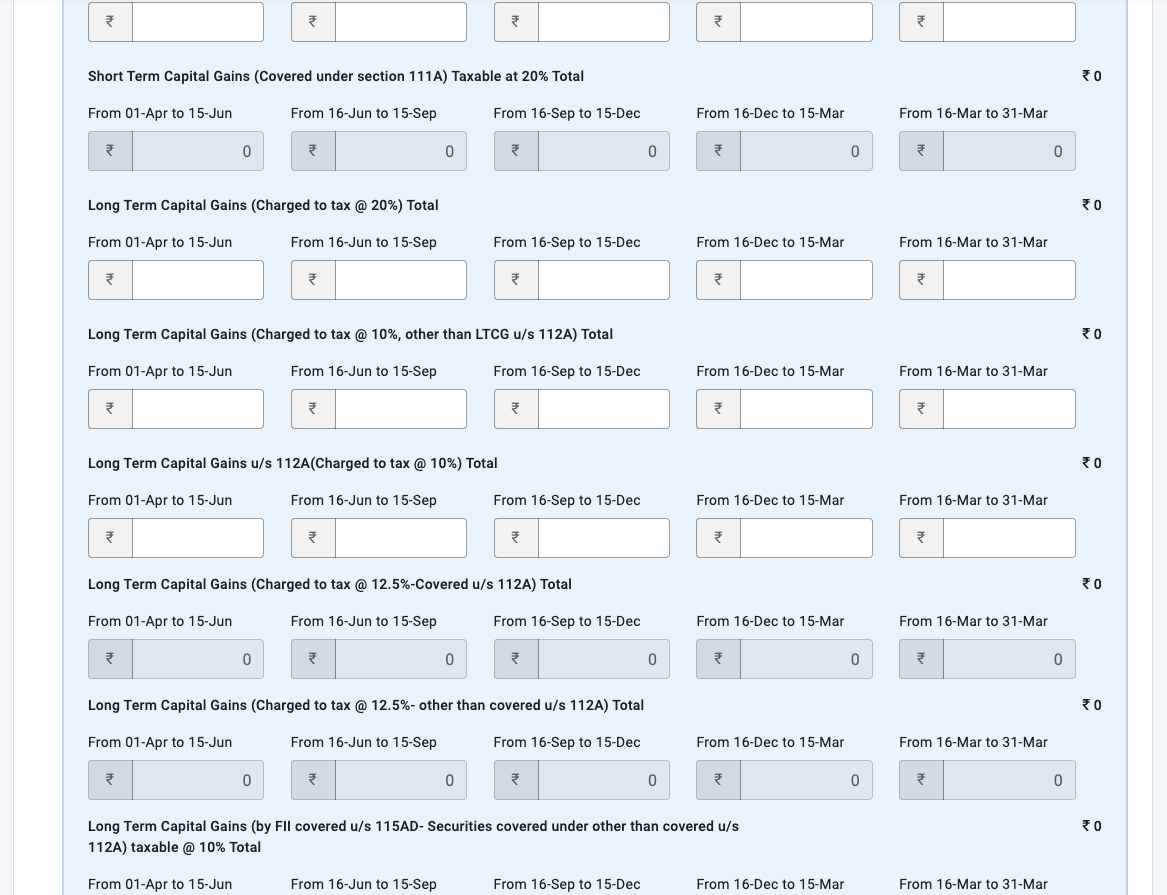 ₹ ₹ ₹ ₹ ₹
Short Term Capital Gains (Covered under section 111A) Taxable at 20% Total ₹ 0
From 01-Apr to 15-Jun From 16-Jun to 15-Sep From 16-Sep to 15-Dec From 16-Dec to 15-Mar From 16-Mar to 31-Mar
₹ 0 ₹ 0 ₹ 0 ₹ 0 ₹ 0
Long Term Capital Gains (Charged to tax @ 20%) Total ₹ 0
From 01-Apr to 15-Jun From 16-Jun to 15-Sep From 16-Sep to 15-Dec From 16-Dec to 15-Mar From 16-Mar to 31-Mar
₹ ₹ ₹ ₹ ₹
Long Term Capital Gains (Charged to tax @ 10%, other than LTCG u/s 112A) Total ₹ 0
From 01-Apr to 15-Jun From 16-Jun to 15-Sep From 16-Sep to 15-Dec From 16-Dec to 15-Mar From 16-Mar to 31-Mar
₹ ₹ ₹ ₹ ₹
Long Term Capital Gains u/s 112A(Charged to tax @ 10%) Total ₹ 0
From 01-Apr to 15-Jun From 16-Jun to 15-Sep From 16-Sep to 15-Dec From 16-Dec to 15-Mar From 16-Mar to 31-Mar
₹ ₹ ₹ ₹ ₹
Long Term Capital Gains (Charged to tax @ 12.5%-Covered u/s 112A) Total ₹ 0
From 01-Apr to 15-Jun From 16-Jun to 15-Sep From 16-Sep to 15-Dec From 16-Dec to 15-Mar From 16-Mar to 31-Mar
₹ 0 ₹ 0 ₹ 0 ₹ 0 ₹ 0
Long Term Capital Gains (Charged to tax @ 12.5%- other than covered u/s 112A) Total ₹ 0
From 01-Apr to 15-Jun From 16-Jun to 15-Sep From 16-Sep to 15-Dec From 16-Dec to 15-Mar From 16-Mar to 31-Mar
₹ 0 ₹ 0 ₹ 0 ₹ 0 ₹ 0
Long Term Capital Gains (by FII covered u/s 115AD- Securities covered under other than covered u/s ₹ 0
112A) taxable @ 10% Total
From 01-Apr to 15-Jun From 16-Jun to 15-Sep From 16-Sep to 15-Dec From 16-Dec to 15-Mar From 16-Mar to 31-Mar